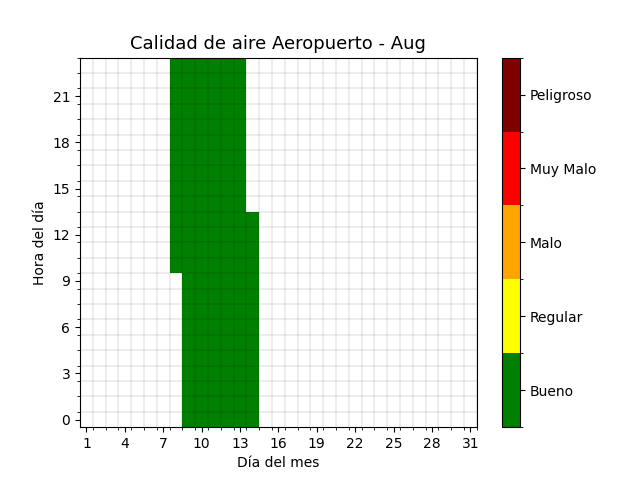 Calidad de aire Aeropuerto - Aug
Peligroso
Muy Malo
Malo
Regular
Bueno
Hora del día
21
18
15
12
9
6
3
0
1 4 7 10 13 16 19 22 25 28 31
Día del mes